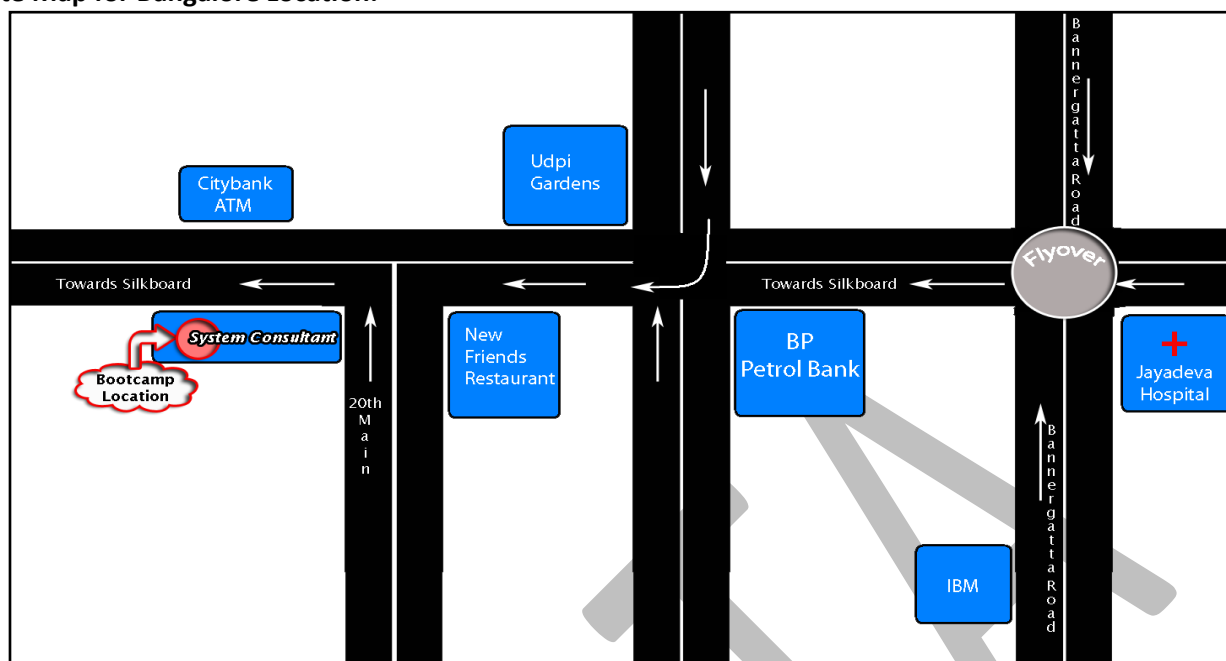 te Map for Bangalore Location:
Bannergatta Road
Udpi
Gardens
Citybank
ATM
Flyover
Towards Silkboard
Towards Silkboard
System Consultant
New
Friends
Restaurant
BP
Petrol Bank
Jayadeva
Hospital
Bootcamp
Location
20th
Main
Bannergatta Road
IBM